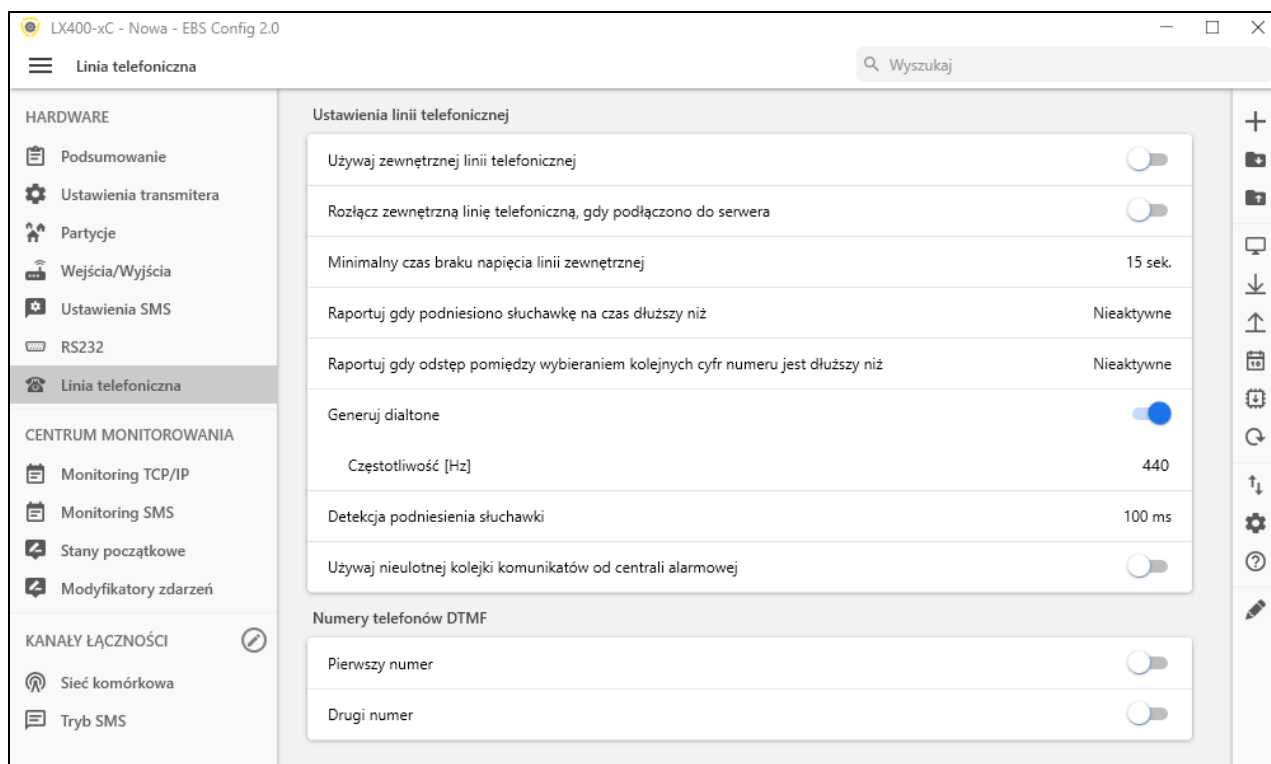 LX400-xC - Nowa - EBS Config 2.0
Linia telefoniczna
Wyszukaj
HARDWARE
Podsumowanie
Ustawienia transmitera
Partycje
Wejścia/Wyjścia
Ustawienia SMS
RS232
Linia telefoniczna
CENTRUM MONITOROWANIA
Monitoring TCP/IP
Monitoring SMS
Stany początkowe
Modyfikatory zdarzeń
KANAŁY ŁĄCZNOŚCI
Sieć komórkowa
Tryb SMS
Ustawienia linii telefonicznej
Używaj zewnętrznej linii telefonicznej
Rozłącz zewnętrzną linię telefoniczną, gdy podłączono do serwera
Minimalny czas braku napięcia linii zewnętrznej 15 sek.
Raportuj gdy podniesiono słuchawkę na czas dłuższy niż Nieaktywne
Raportuj gdy odstęp pomiędzy wybieraniem kolejnych cyfr numeru jest dłuższy niż Nieaktywne
Generuj dialtone
Częstotliwość [Hz] 440
Detekcja podniesienia słuchawki 100 ms
Używaj nieulotnej kolejki komunikatów od centrali alarmowej
Numery telefonów DTMF
Pierwszy numer
Drugi numer